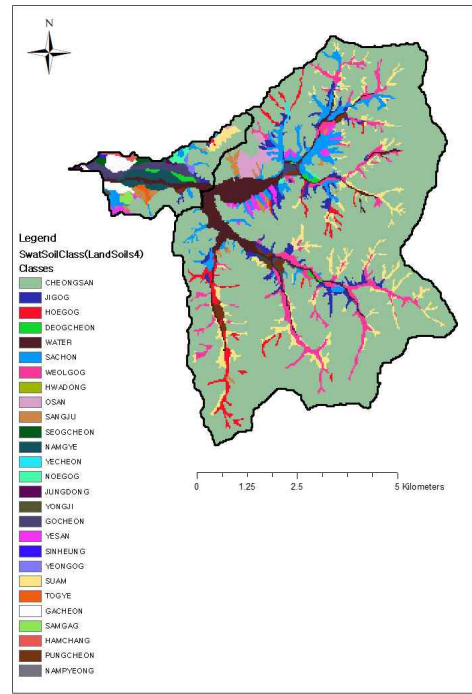 N
Legend
SwatSoilClass(LandSoils4)
Classes
CHEONGSAN
JIGOG
HOEGOG
DEOGCHEON
WATER
SACHON
WEOLGOG
HWADONG
OSAN
SANGJU
SEOGCHEON
NAMGYE
YECHEON
NOEGOG
JUNGDONG
YONGJI
GOCHEON
YESAN
SINHEUNG
YEONGOG
SUAM
TOGYE
GACHEON
SAMGAG
HAMCHANG
PUNGCHEON
NAMPYEONG
0 1.25 2.5 5 Kilometers